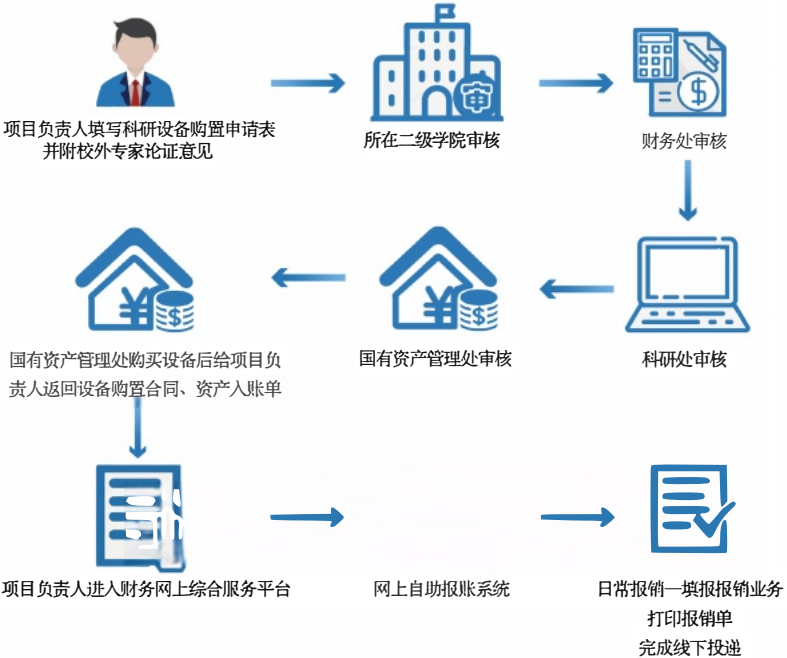 审
项目负责人填写科研设备购置申请表
并附校外专家论证意见
所在二级学院审核
财务处审核
科研处审核
国有资产管理处审核
国有资产管理处购买设备后给项目负
责人返回设备购置合同、资产入账单
项目负责人进入财务网上综合服务平台
网上自助报账系统
日常报销—填报报销业务
打印报销单
完成线下投递